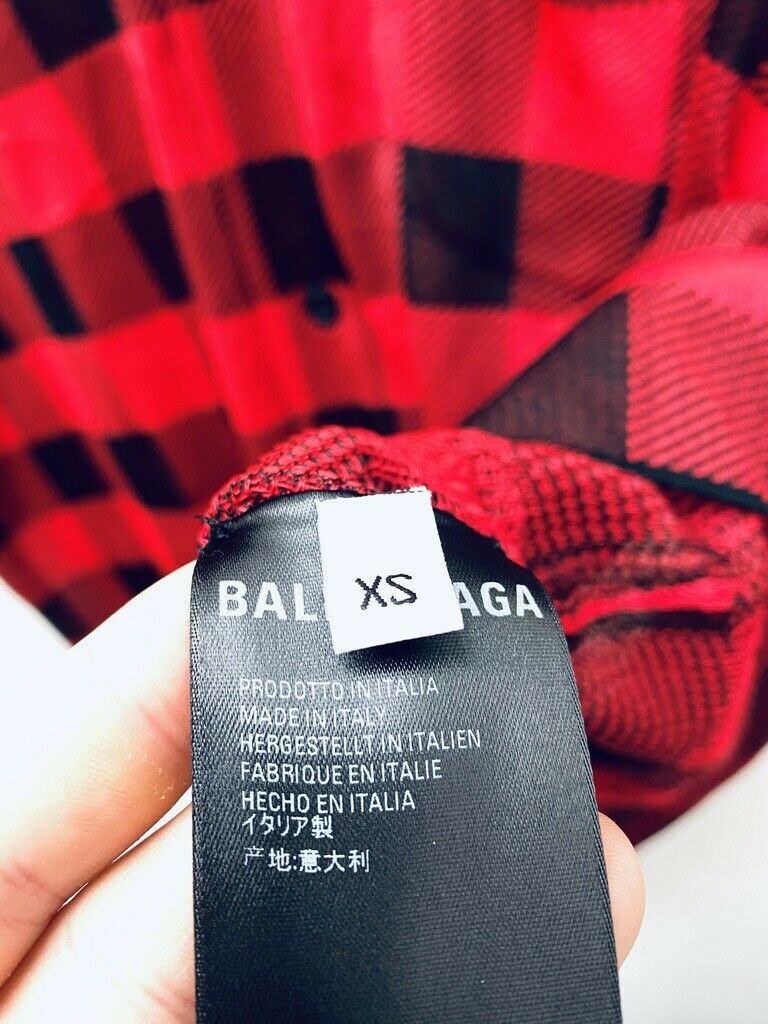 BAL AGA
XS
PRODOTTO IN ITALIA
MADE IN ITALY
HERGESTELLT IN ITALIEN
FABRIQUE EN ITALIE
HECHO EN ITALIA
イタリア製
产地:意大利